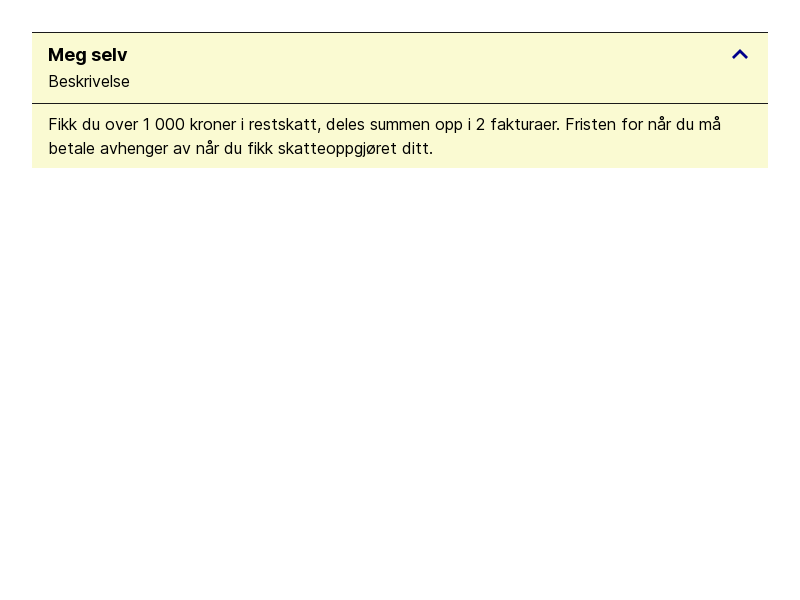 Meg selv
Beskrivelse
Fikk du over 1 000 kroner i restskatt, deles summen opp i 2 fakturaer. Fristen for når du må
betale avhenger av når du fikk skatteoppgjøret ditt.